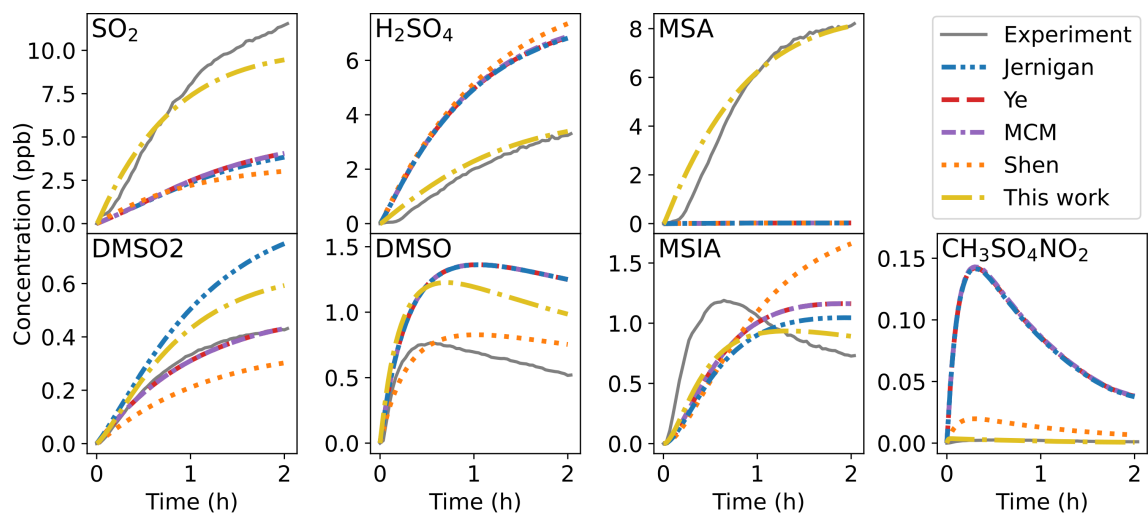 SO₂
H₂SO₄
MSA
Experiment
Jernigan
Ye
MCM
Shen
This work
10.0
7.5
5.0
2.5
0.0
6
4
2
0
8
6
4
2
0
Concentration (ppb)
DMSO2
DMSO
MSIA
CH₃SO₄NO₂
0.6
0.4
0.2
0.0
1.5
1.0
0.5
0.0
1.5
1.0
0.5
0.0
0.15
0.10
0.05
0.00
0 1 2
0 1 2
0 1 2
0 1 2
Time (h)
Time (h)
Time (h)
Time (h)